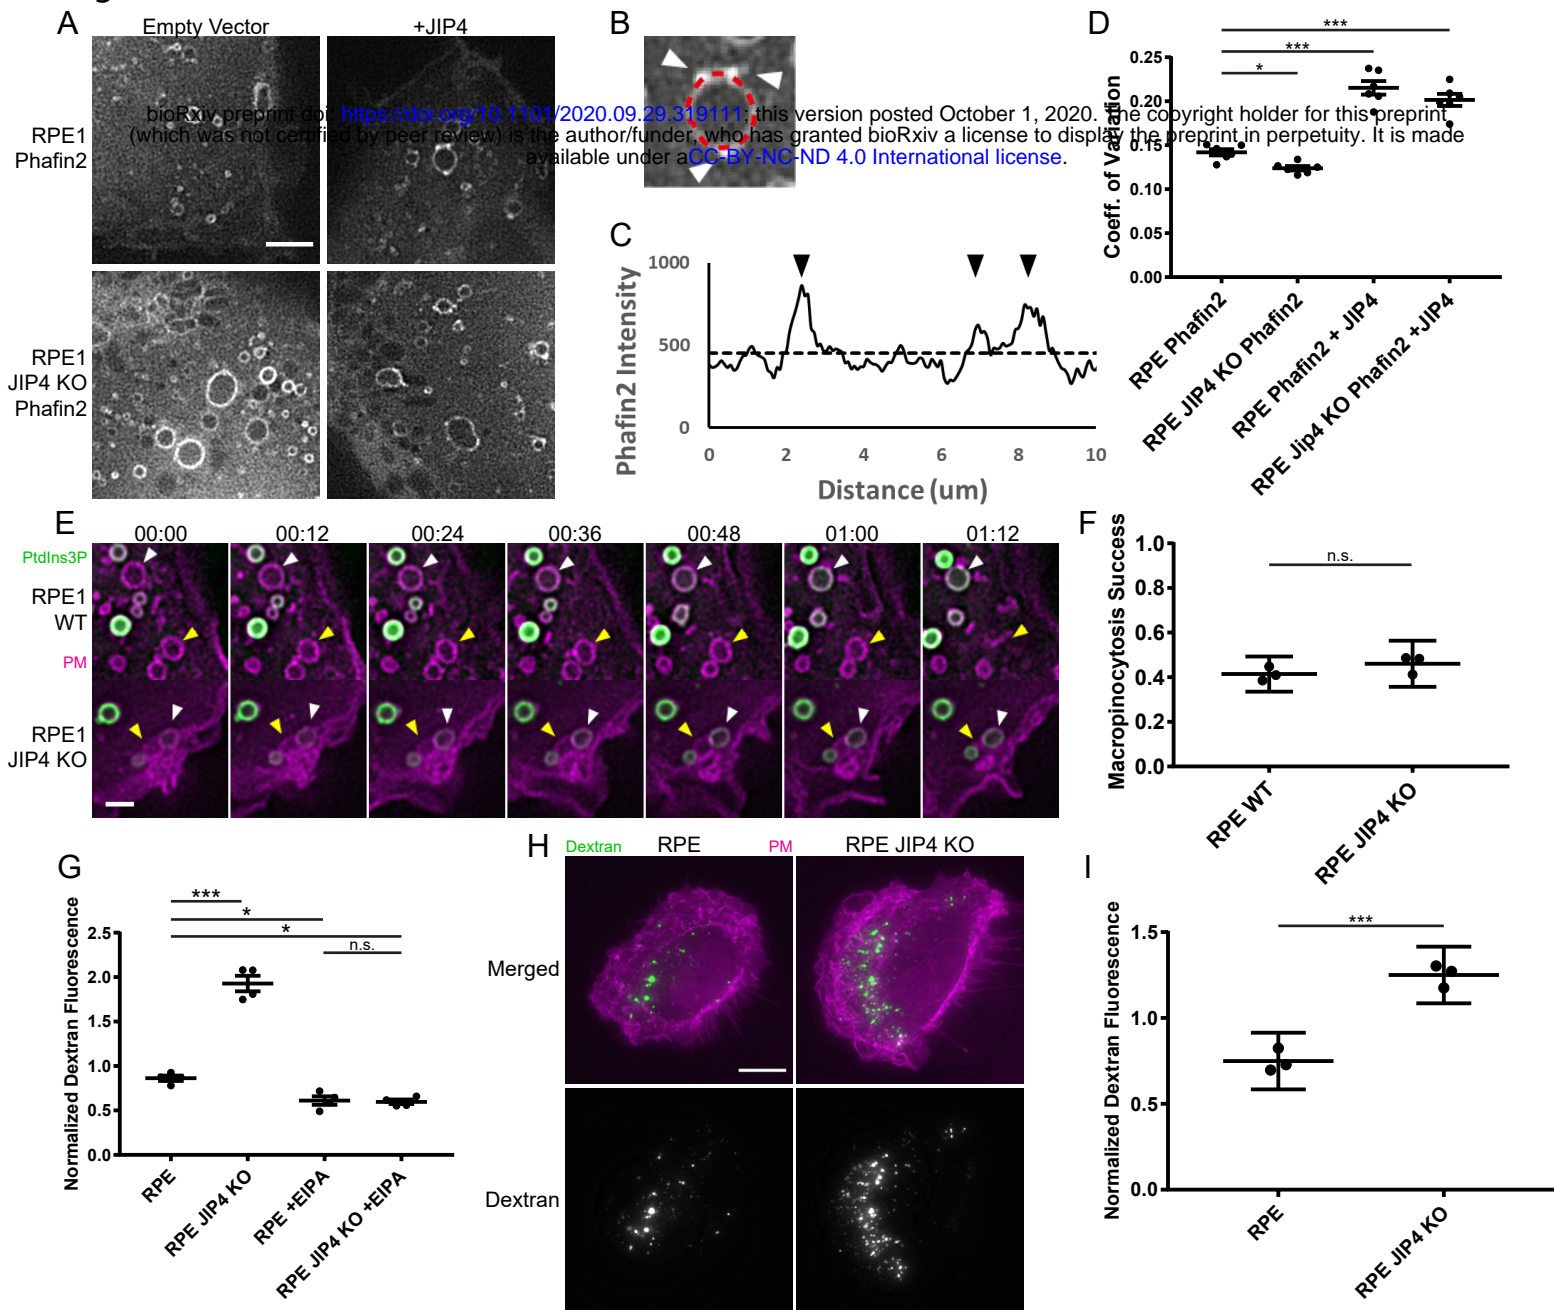 A
Empty Vector
+JIP4
RPE1
Phafin2
RPE1
JIP4 KO
Phafin2
B
bioRxiv preprint doi: https://doi.org/10.1101/2020.09.29.319111; this version posted October 1, 2020. The copyright holder for this preprint
(which was not certified by peer review) is the author/funder, who has granted bioRxiv a license to display the preprint in perpetuity. It is made
available under aCC-BY-NC-ND 4.0 International license.
C
Phafin2 Intensity
1000
500
0
0 2 4 6 8 10
Distance (um)
D
Coeff. of Variation
0.25
0.20
0.15
0.10
0.05
0.00
***
***
*
RPE Phafin2
RPE JIP4 KO Phafin2
RPE Phafin2 + JIP4
RPE Jip4 KO Phafin2 +JIP4
E
00:00 00:12 00:24 00:36 00:48 01:00 01:12
PtdIns3P
RPE1
WT
PM
RPE1
JIP4 KO
F
Macropinocytosis Success
1.0
0.8
0.6
0.4
0.2
0.0
n.s.
RPE WT
RPE JIP4 KO
G
Normalized Dextran Fluorescence
2.5
2.0
1.5
1.0
0.5
0.0
***
*
*
n.s.
RPE
RPE JIP4 KO
RPE +EIPA
RPE JIP4 KO +EIPA
H
Dextran RPE PM RPE JIP4 KO
Merged
Dextran
I
Normalized Dextran Fluorescence
1.5
1.0
0.5
0.0
***
RPE
RPE JIP4 KO